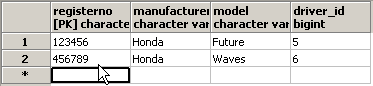 registerno manufacturer model driver_id
[PK] characte character var character var bigint
1 123456 Honda Future 5
2 456789 Honda Waves 6
*